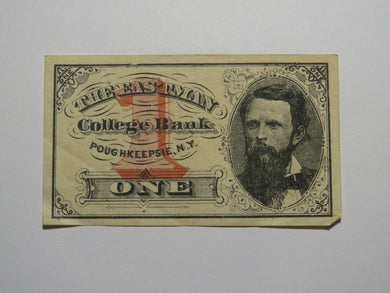 THE EASTMAN
College Bank
POUGHKEEPSIE, N.Y.
1
ONE